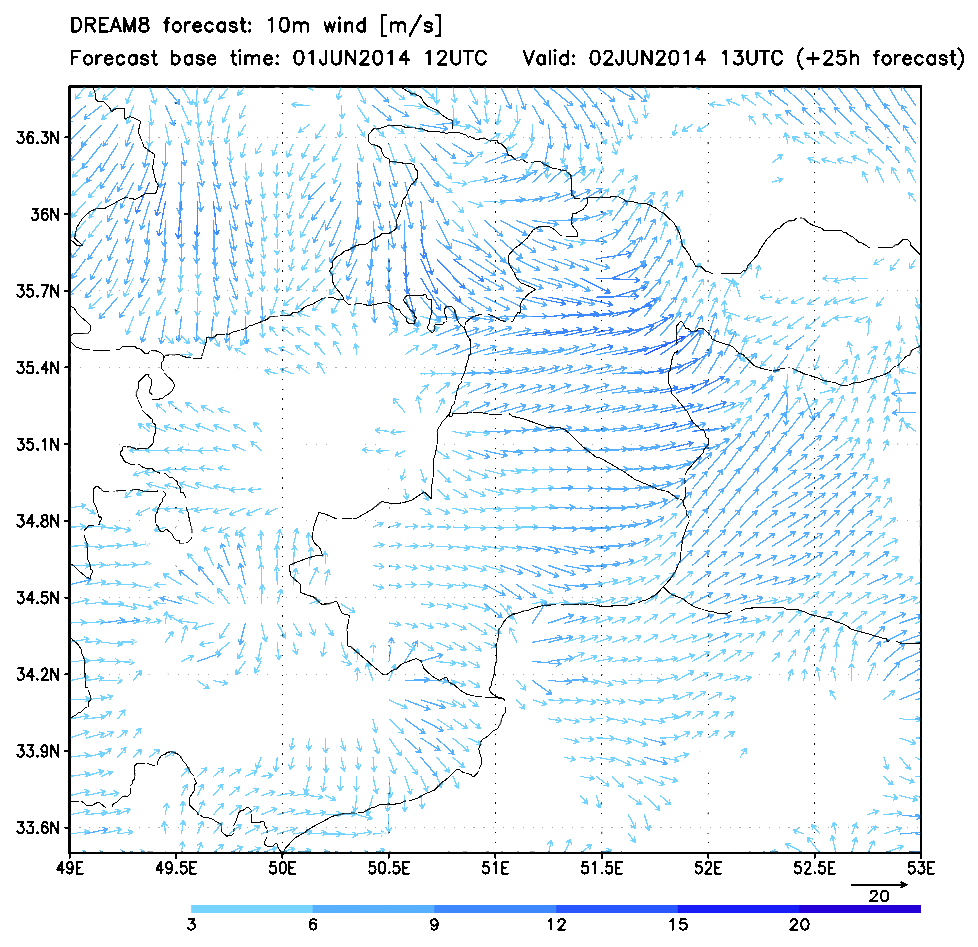 DREAM8 forecast: 10m wind [m/s]
Forecast base time: 01JUN2014 12UTC Valid: 02JUN2014 13UTC (+25h forecast)
36.3N
36N
35.7N
35.4N
35.1N
34.8N
34.5N
34.2N
33.9N
33.6N
49E 49.5E 50E 50.5E 51E 51.5E 52E 52.5E 53E
20
3 6 9 12 15 20